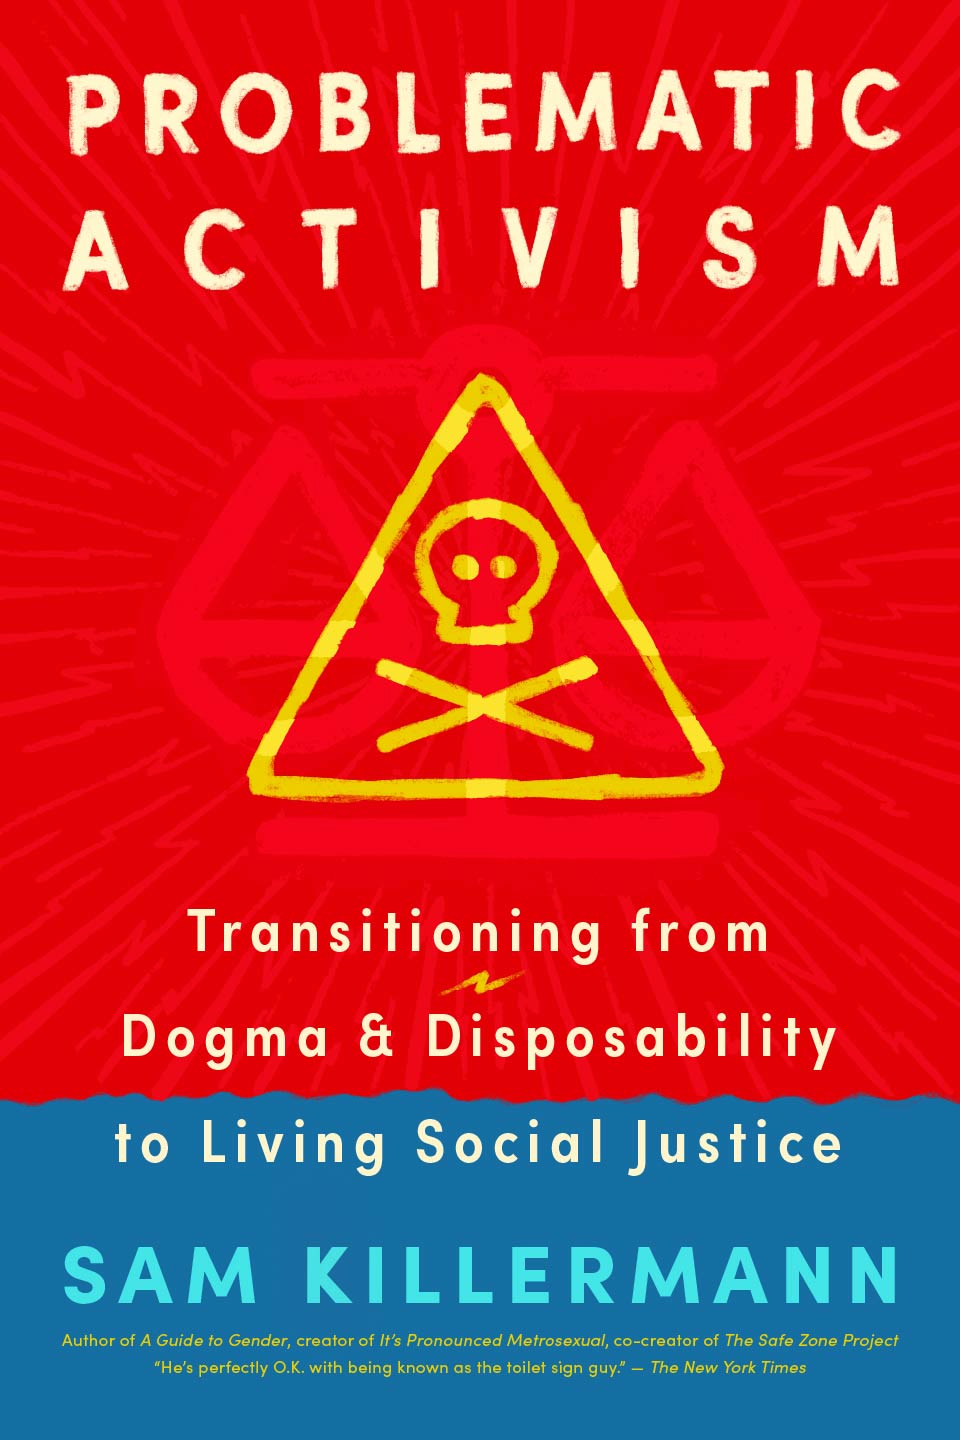 PROBLEMATIC
ACTIVISM
Transitioning from
Dogma & Disposability
to Living Social Justice
SAM KILLERMANN
Author of A Guide to Gender, creator of It's Pronounced Metrosexual, co-creator of The Safe Zone Project
“He's perfectly O.K. with being known as the toilet sign guy.” — The New York Times